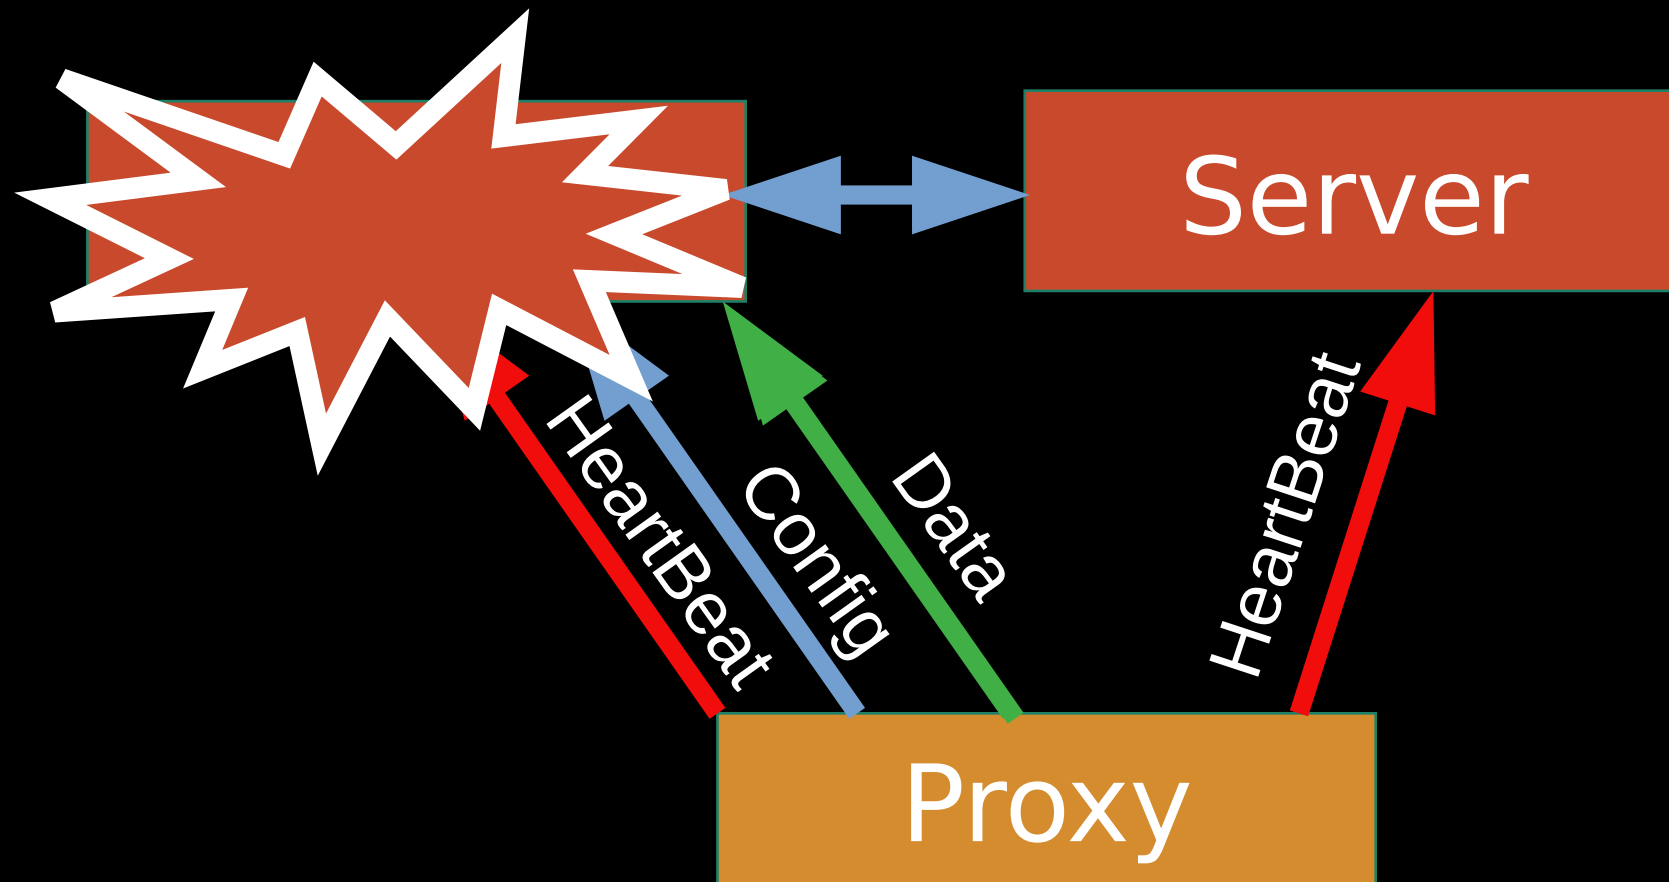 Server
HeartBeat
Config
Data
HeartBeat
Proxy